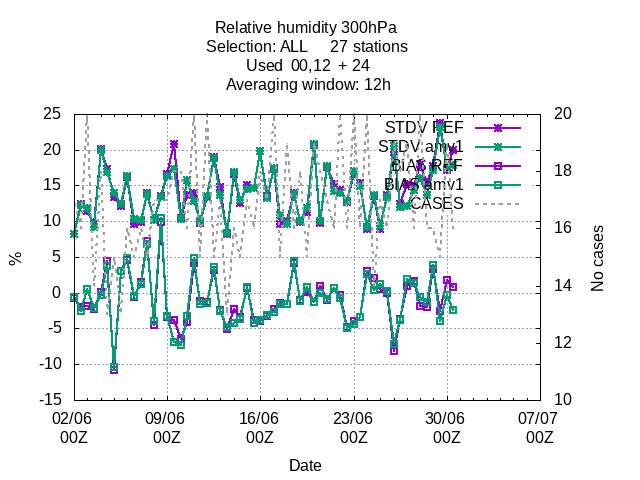 Relative humidity 300hPa
Selection: ALL 27 stations
Used 00,12 + 24
Averaging window: 12h
25 20
STDV REF
20 STDV amv1
BIAS REF 18
15 BIAS amv1
CASES
10 16
5
% No cases
0 14
-5
12
-10
-15 10
02/06 09/06 16/06 23/06 30/06 07/07
00Z 00Z 00Z 00Z 00Z 00Z
Date